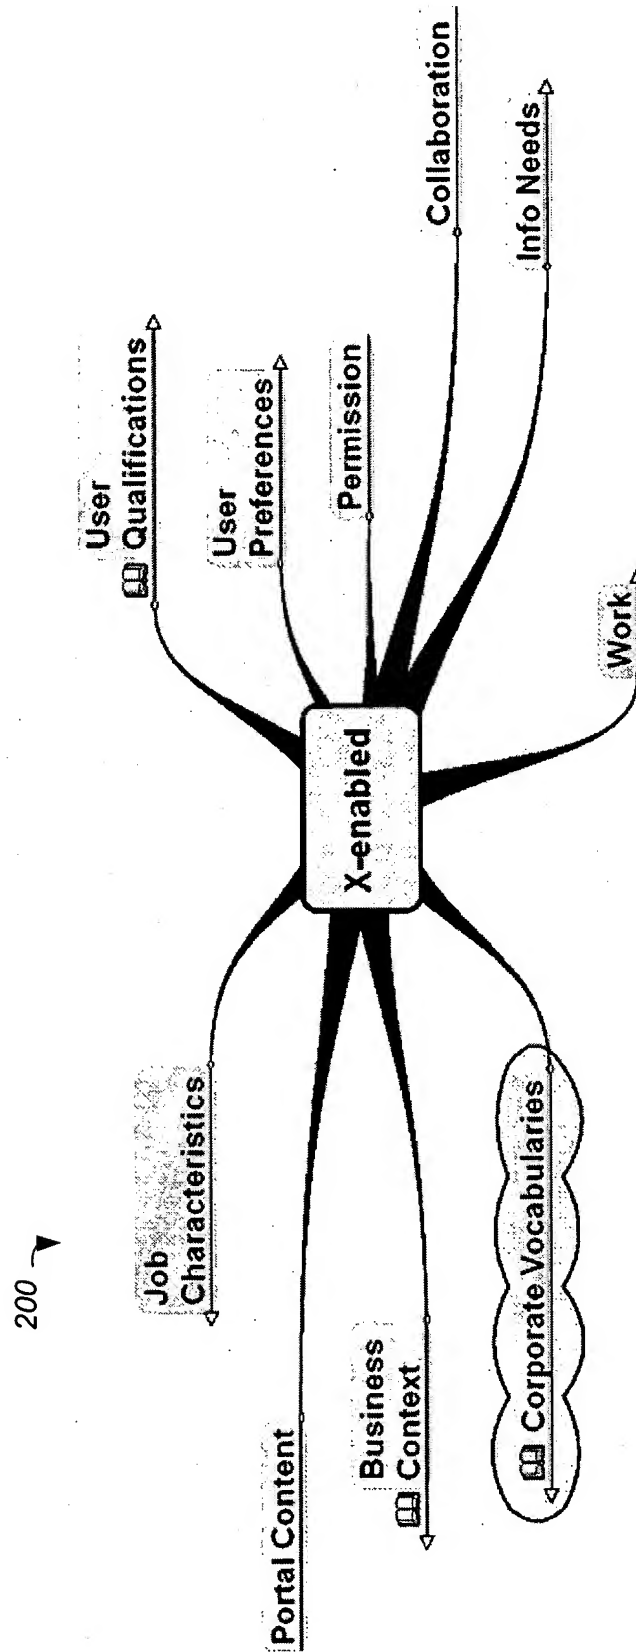 200
Job
Characteristics
Portal Content
Business
Context
Corporate Vocabularies
X-enabled
User
Qualifications
User
Preferences
Permission
Collaboration
Info Needs
Work